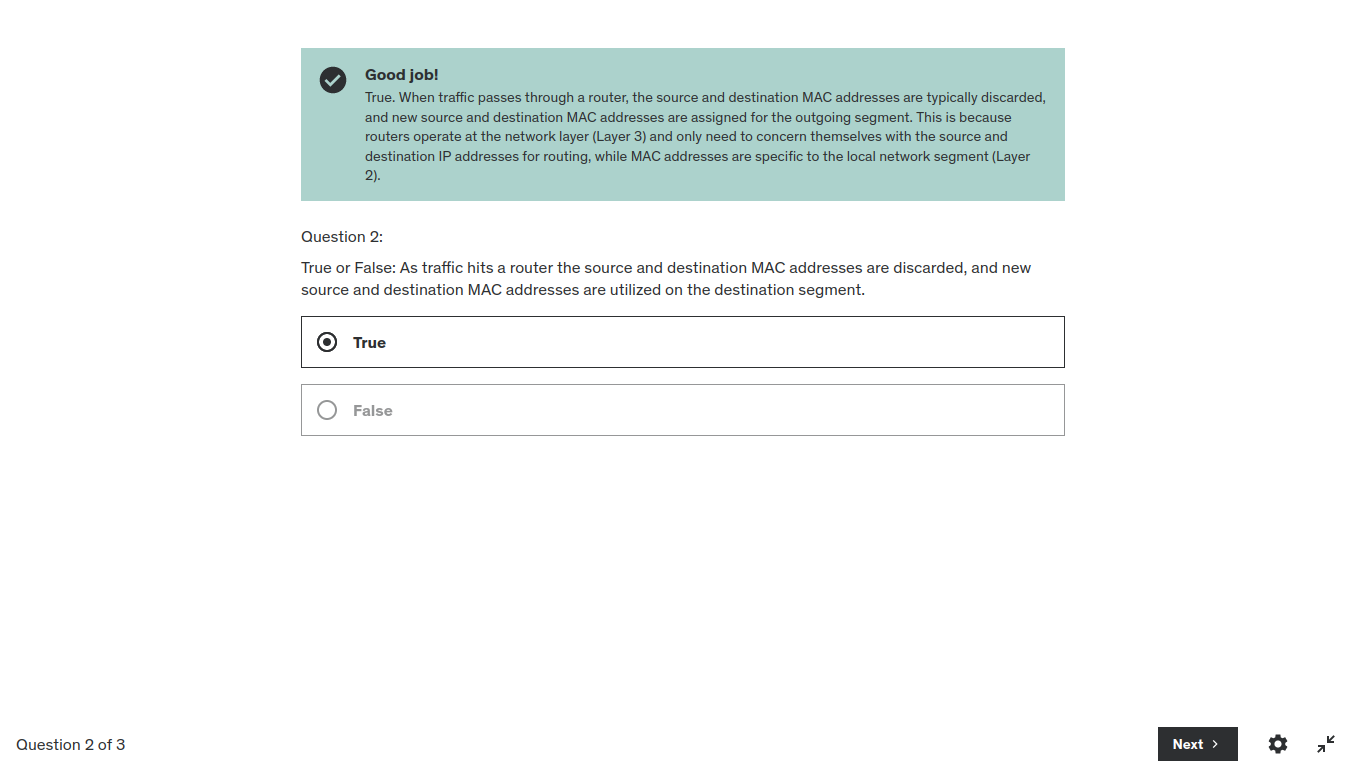 Good job!
True. When traffic passes through a router, the source and destination MAC addresses are typically discarded,
and new source and destination MAC addresses are assigned for the outgoing segment. This is because
routers operate at the network layer (Layer 3) and only need to concern themselves with the source and
destination IP addresses for routing, while MAC addresses are specific to the local network segment (Layer
2).
Question 2:
True or False: As traffic hits a router the source and destination MAC addresses are discarded, and new
source and destination MAC addresses are utilized on the destination segment.
True
False
Question 2 of 3
Next